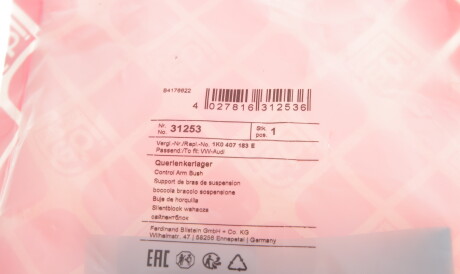 84178822
4 027816 312536
Nr.
No. 31253 Stk. pos. 1
Vergl.-Nr./Repl.-No. 1K0 407 183 E
Passend./To fit: VW-Audi
Querlenkerlager
Control Arm Bush
Support de bras de suspension
boccola braccio sospensione
Buje de horquilla
Silentblock wahacza
сайлентблок
Ferdinand Bilstein GmbH + Co. KG
Wilhelmstr. 47 | 58256 Ennepetal | Germany
EAC